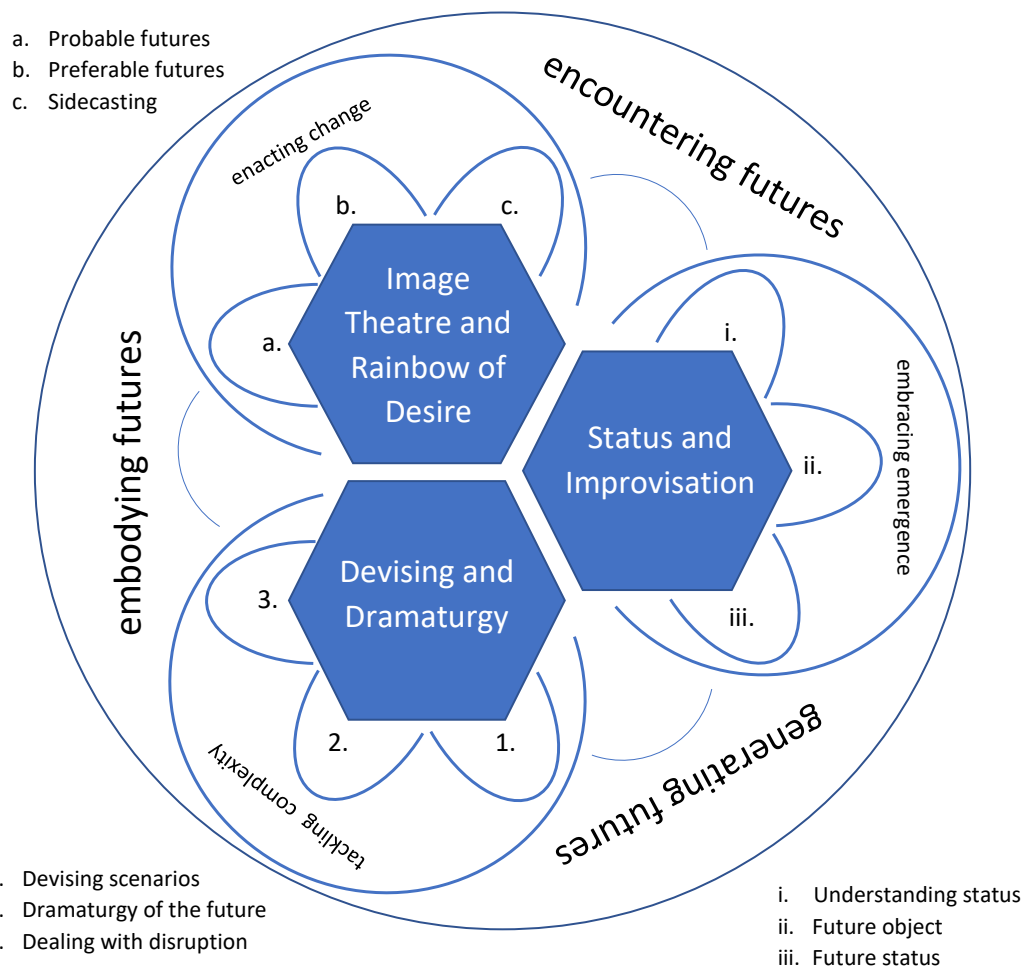 a. Probable futures
b. Preferable futures
c. Sidecasting
encountering futures
enacting change
b.
c.
a.
Image
Theatre and
Rainbow of
Desire
i.
ii.
iii.
Status and
Improvisation
embracing emergence
embodying futures
Devising and
Dramaturgy
3.
2.
1.
tackling complexity
generating futures
. Devising scenarios
. Dramaturgy of the future
. Dealing with disruption
i. Understanding status
ii. Future object
iii. Future status